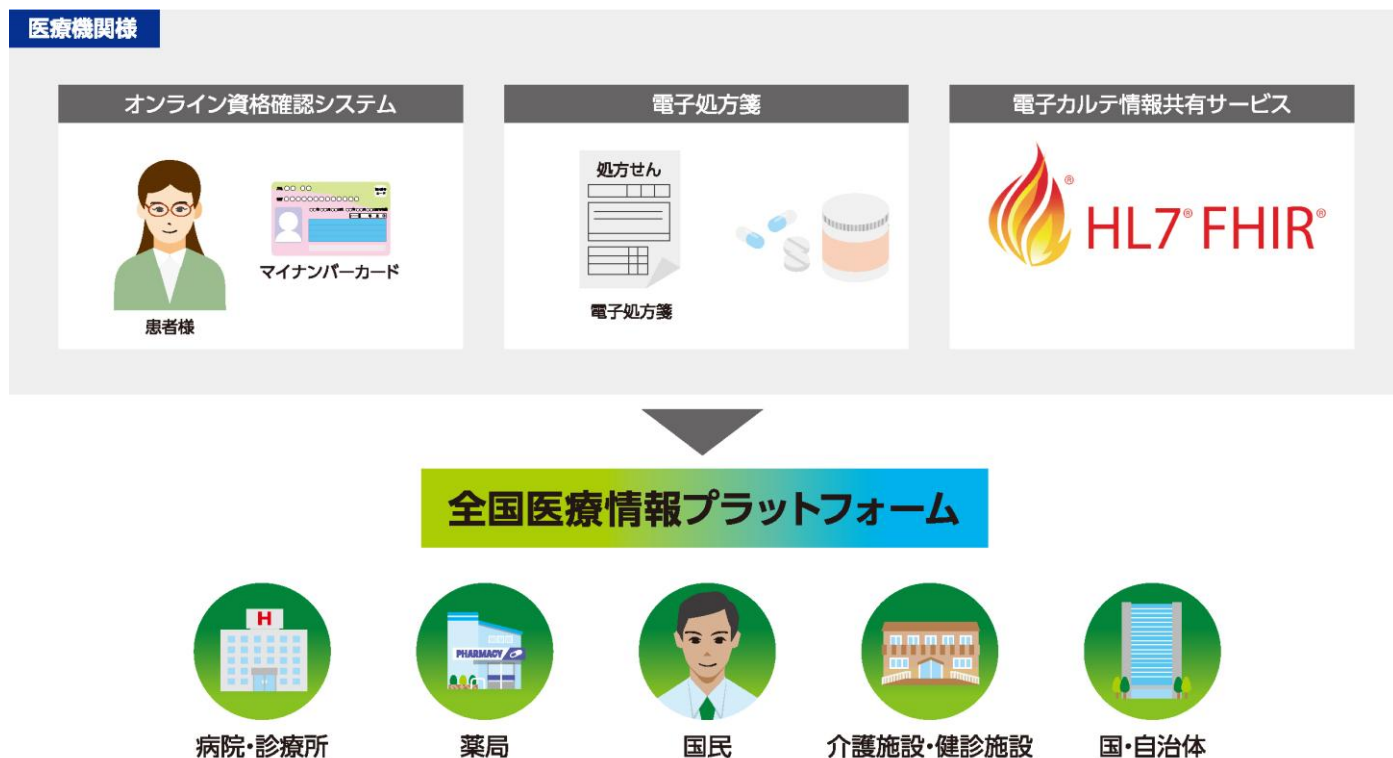 医療機関様
オンライン資格確認システム
電子処方箋
電子カルテ情報共有サービス
処方せん
マイナンバーカード
患者様
電子処方箋
HL7® FHIR®
全国医療情報プラットフォーム
H
PHARMACY
病院・診療所
薬局
国民
介護施設・健診施設
国・自治体